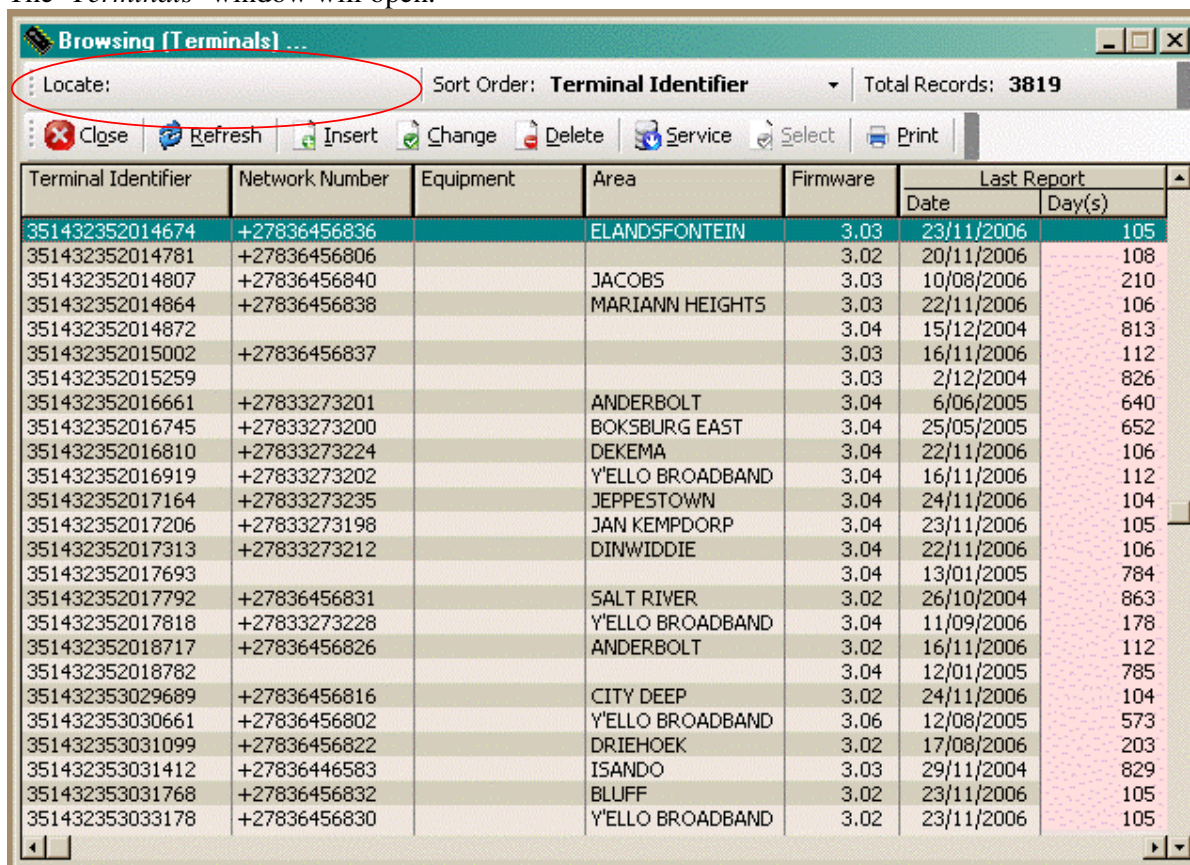 The "Terminals" window will open.
Browsing (Terminals) ...
Locate: Sort Order: Terminal Identifier Total Records: 3819
Close Refresh Insert Change Delete Service Select Print
Terminal Identifier Network Number Equipment Area Firmware Last Report
Date Day(s)
351432352014674 +27836456836 ELANDSFONTEIN 3.03 23/11/2006 105
351432352014781 +27836456806 3.02 20/11/2006 108
351432352014807 +27836456840 JACOBS 3.03 10/08/2006 210
351432352014864 +27836456838 MARIANN HEIGHTS 3.03 22/11/2006 106
351432352014872 3.04 15/12/2004 813
351432352015002 +27836456837 3.03 16/11/2006 112
351432352015259 3.03 2/12/2004 826
351432352016661 +27833273201 ANDERBOLT 3.04 6/06/2005 640
351432352016745 +27833273200 BOKSBURG EAST 3.04 25/05/2005 652
351432352016810 +27833273224 DEKEMA 3.04 22/11/2006 106
351432352016919 +27833273202 Y'ELLO BROADBAND 3.04 16/11/2006 112
351432352017164 +27833273235 JEPPESTOWN 3.04 24/11/2006 104
351432352017206 +27833273198 JAN KEMPDORP 3.04 23/11/2006 105
351432352017313 +27833273212 DINWIDDIE 3.04 22/11/2006 106
351432352017693 3.04 13/01/2005 784
351432352017792 +27836456831 SALT RIVER 3.02 26/10/2004 863
351432352017818 +27833273228 Y'ELLO BROADBAND 3.04 11/09/2006 178
351432352018717 +27836456826 ANDERBOLT 3.02 16/11/2006 112
351432352018782 3.04 12/01/2005 785
351432353029689 +27836456816 CITY DEEP 3.02 24/11/2006 104
351432353030661 +27836456802 Y'ELLO BROADBAND 3.06 12/08/2005 573
351432353031099 +27836456822 DRIEHOEK 3.02 17/08/2006 203
351432353031412 +27836446583 ISANDO 3.03 29/11/2004 829
351432353031768 +27836456832 BLUFF 3.02 23/11/2006 105
351432353033178 +27836456830 Y'ELLO BROADBAND 3.02 23/11/2006 105